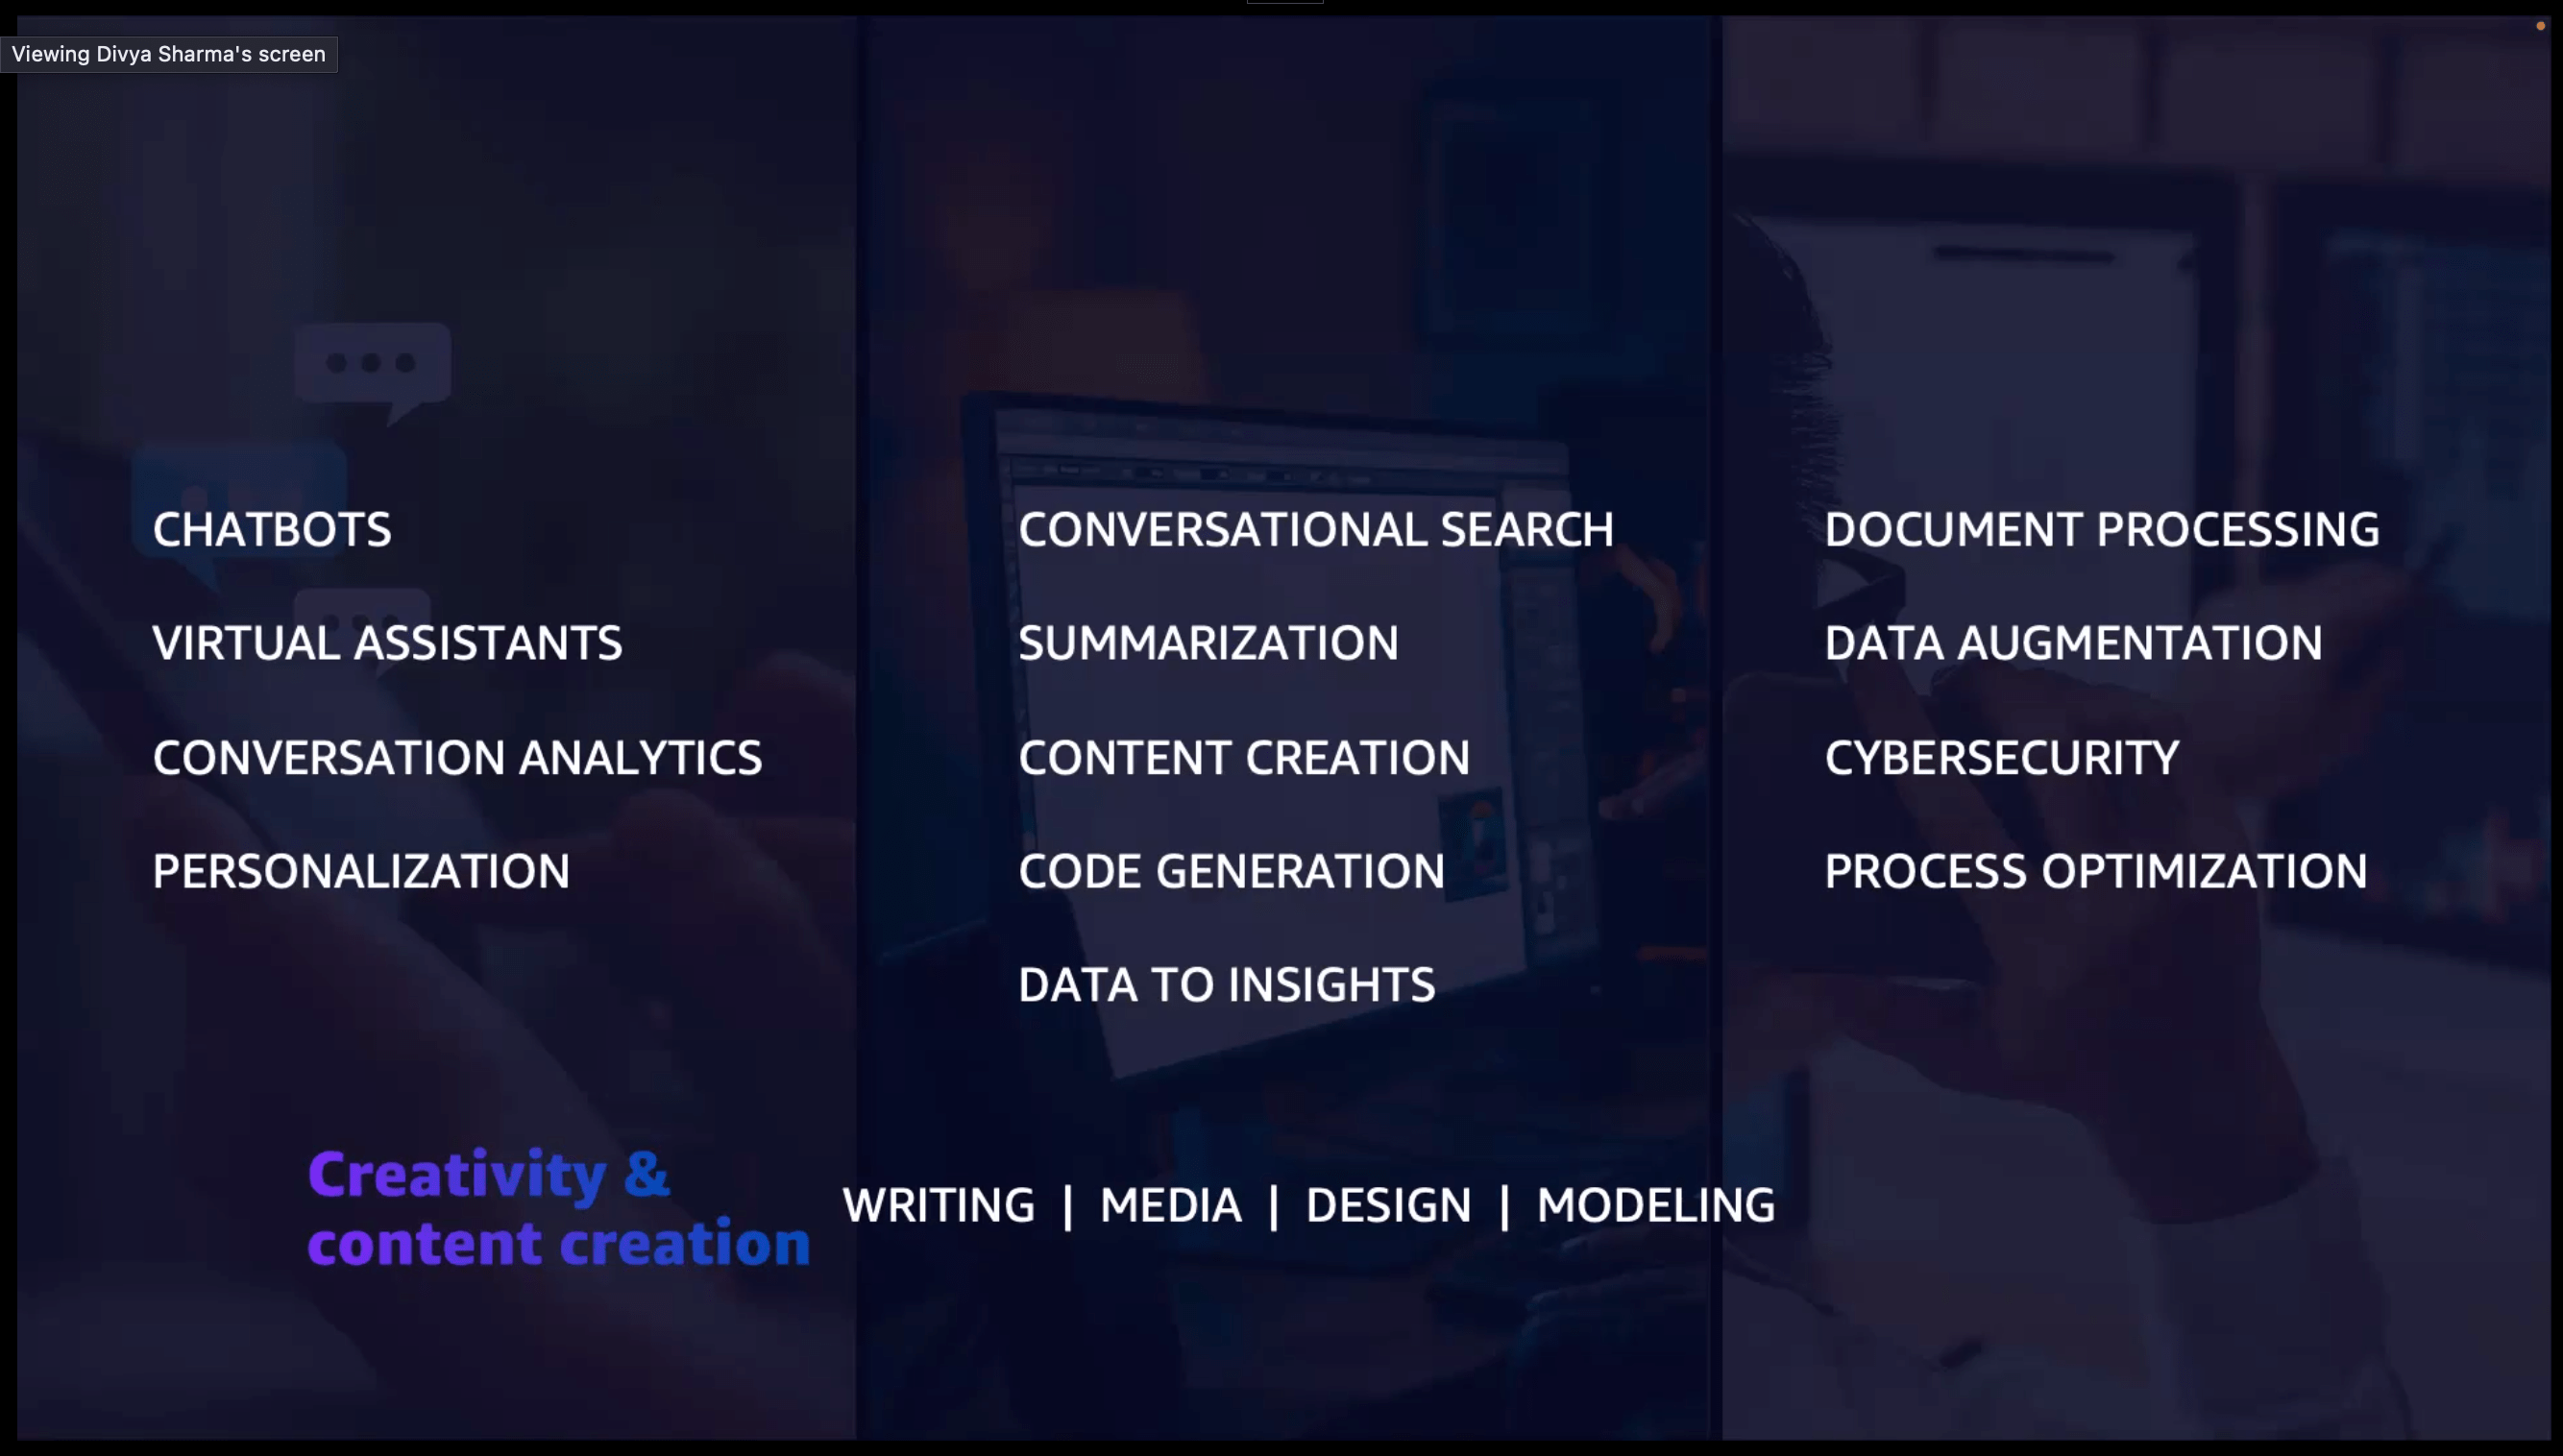 Viewing Divya Sharma's screen
CHATBOTS
VIRTUAL ASSISTANTS
CONVERSATION ANALYTICS
PERSONALIZATION
CONVERSATIONAL SEARCH
SUMMARIZATION
CONTENT CREATION
CODE GENERATION
DATA TO INSIGHTS
DOCUMENT PROCESSING
DATA AUGMENTATION
CYBERSECURITY
PROCESS OPTIMIZATION
Creativity &
content creation
WRITING | MEDIA | DESIGN | MODELING